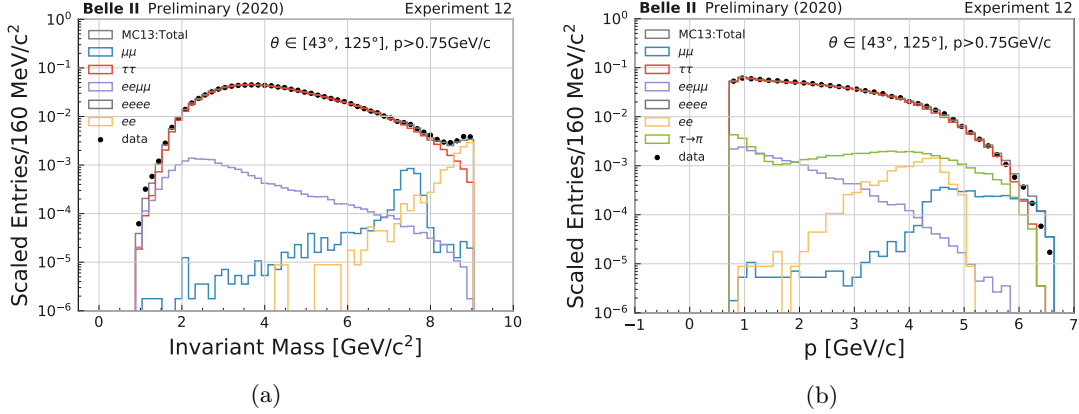 Belle II Preliminary (2020) Experiment 12
θ ∈ [43°, 125°], p>0.75GeV/c
MC13:Total
μμ
ττ
eeμμ
eeee
ee
data
Scaled Entries/160 MeV/c²
10⁰
10⁻¹
10⁻²
10⁻³
10⁻⁴
10⁻⁵
10⁻⁶
0 2 4 6 8 10
Invariant Mass [GeV/c²]
(a)
Belle II Preliminary (2020) Experiment 12
θ ∈ [43°, 125°], p>0.75GeV/c
MC13:Total
μμ
ττ
eeμμ
eeee
ee
τ→π
data
Scaled Entries/160 MeV/c²
10⁰
10⁻¹
10⁻²
10⁻³
10⁻⁴
10⁻⁵
10⁻⁶
−1 0 1 2 3 4 5 6 7
p [GeV/c]
(b)